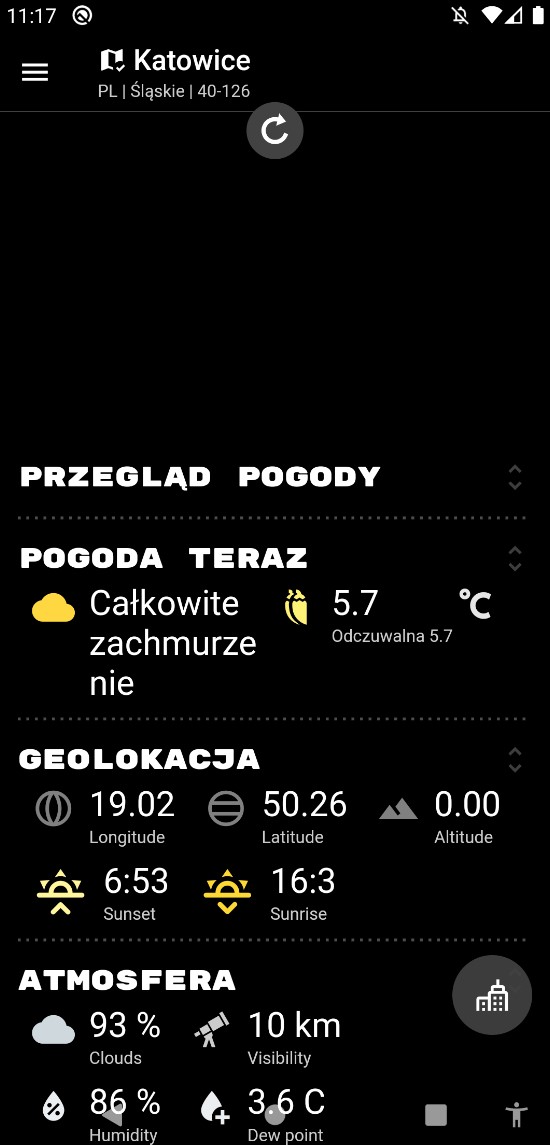 11:17
Katowice
PL | Śląskie | 40-126
PRZEGLĄD POGODY
POGODA TERAZ
Całkowite zachmurze nie
5.7
Odczuwalna 5.7
°C
GEOLOKACJA
19.02 50.26 0.00
Longitude Latitude Altitude
6:53 16:3
Sunset Sunrise
ATMOSFERA
93 % 10 km
Clouds Visibility
86 % 3.6 C
Humidity Dew point